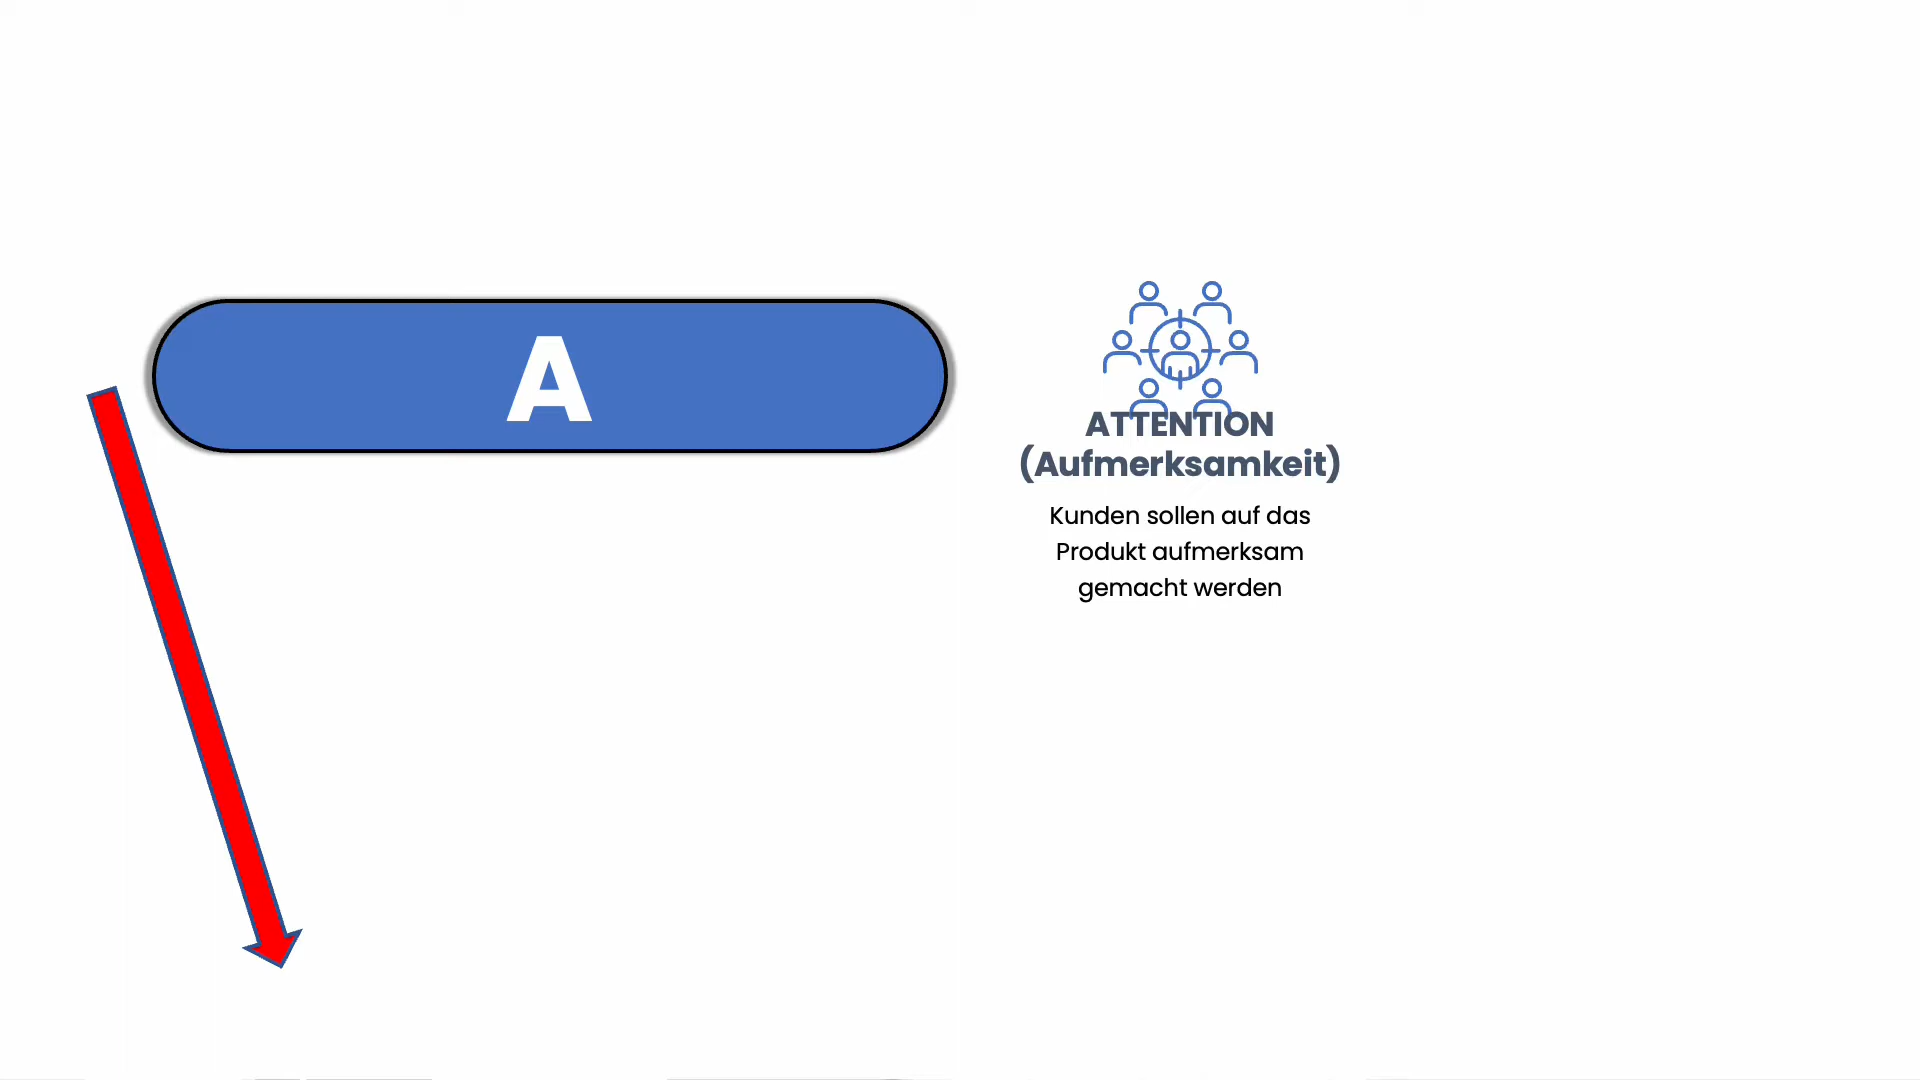 A
ATTENTION
(Aufmerksamkeit)
Kunden sollen auf das
Produkt aufmerksam
gemacht werden